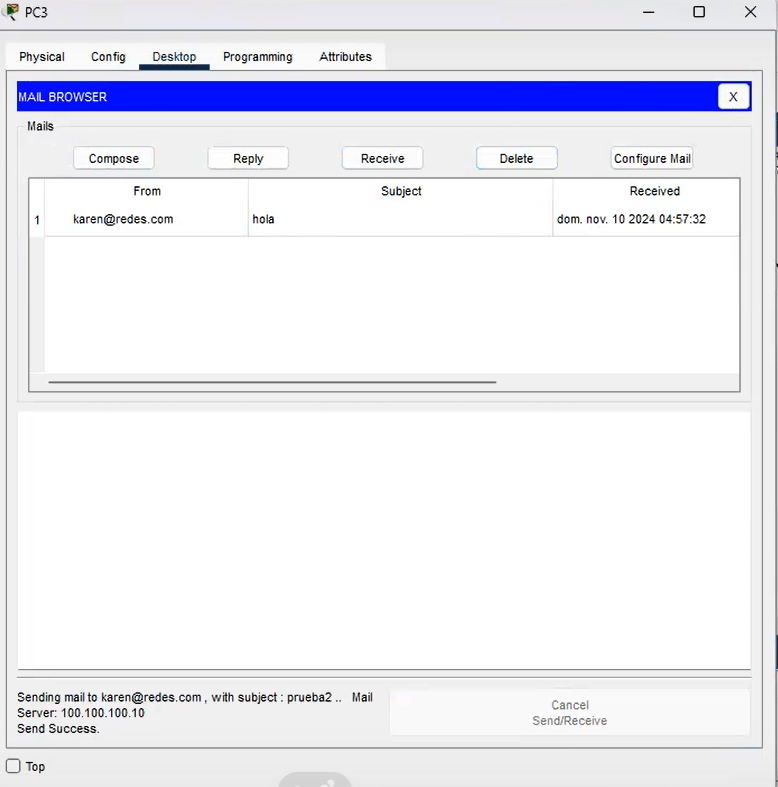 PC3
Physical Config Desktop Programming Attributes
MAIL BROWSER X
Mails
Compose Reply Receive Delete Configure Mail
From Subject Received
1 karen@redes.com hola dom. nov. 10 2024 04:57:32
Sending mail to karen@redes.com , with subject : prueba2 .. Mail
Server: 100.100.100.10
Send Success.
Cancel
Send/Receive
Top